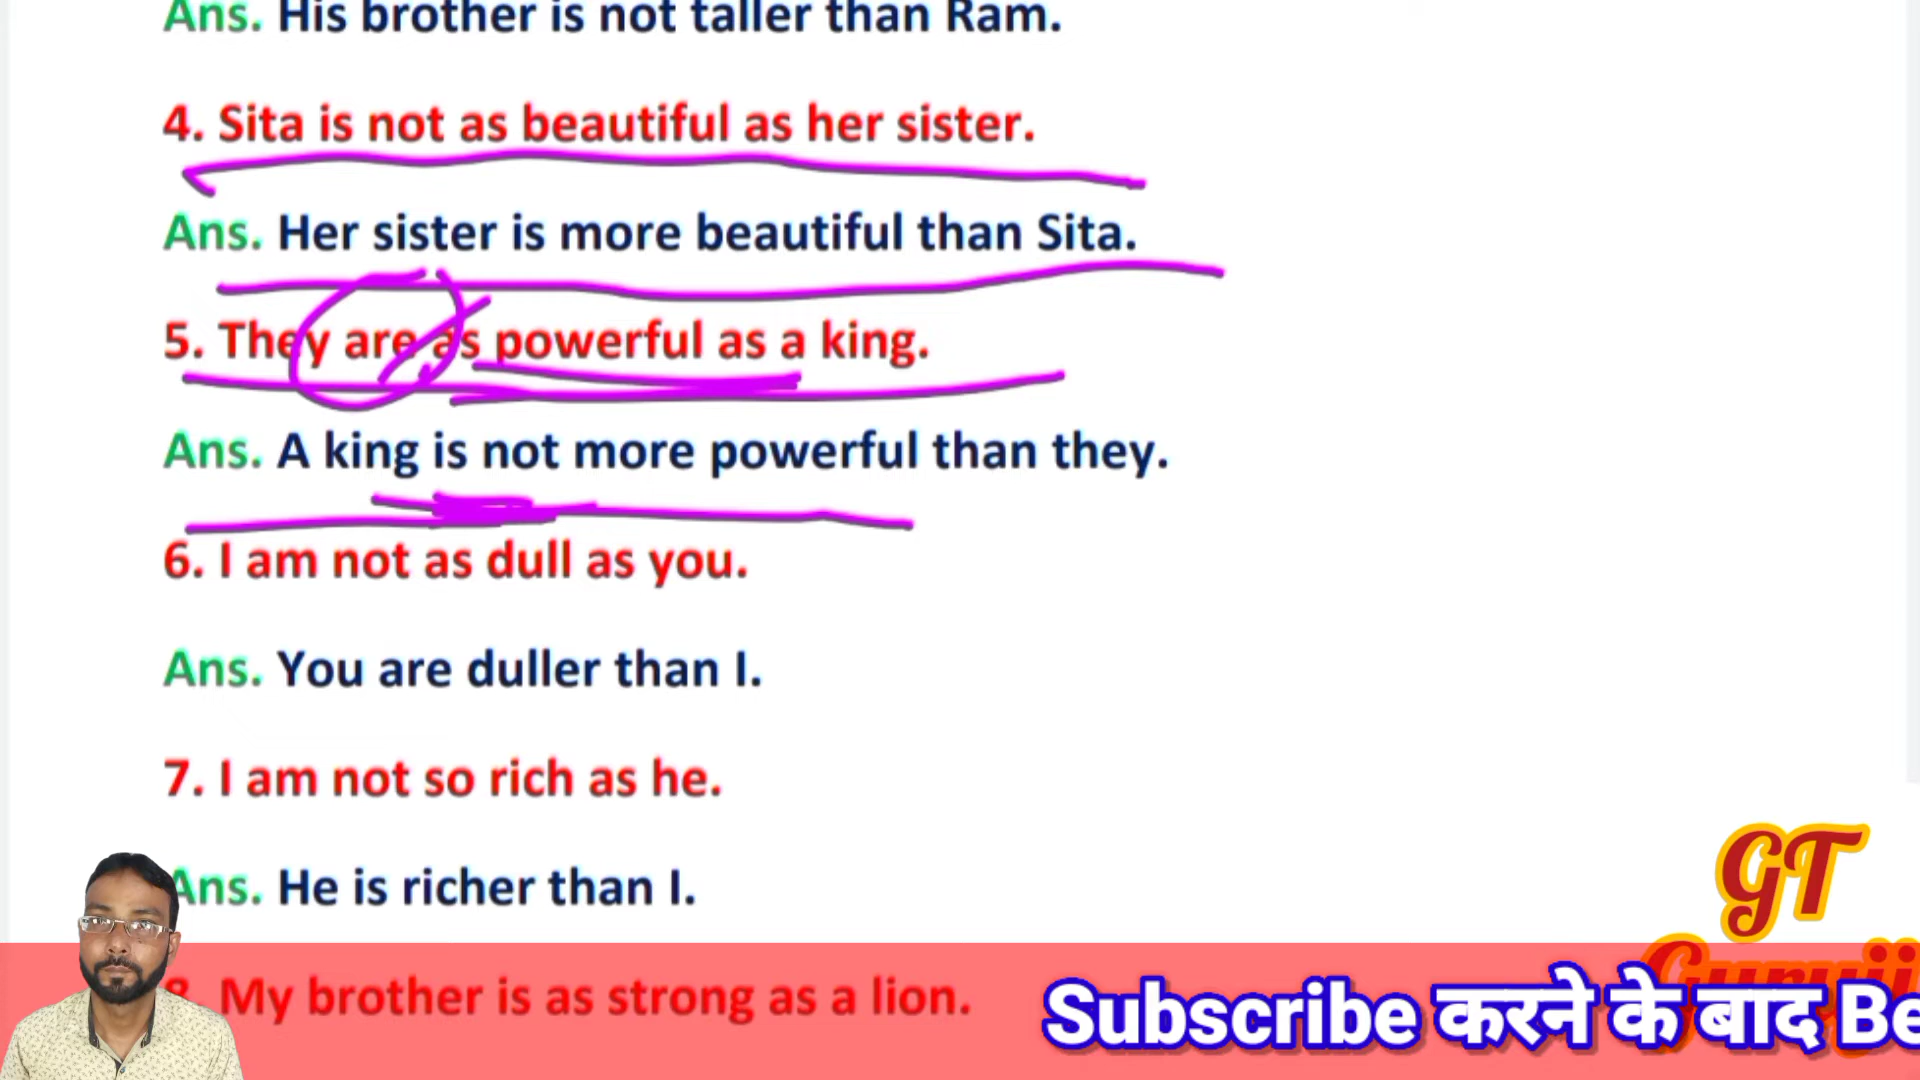 Ans. His brother is not taller than Ram.
4. Sita is not as beautiful as her sister.
Ans. Her sister is more beautiful than Sita.
5. They are as powerful as a king.
Ans. A king is not more powerful than they.
6. I am not as dull as you.
Ans. You are duller than I.
7. I am not so rich as he.
Ans. He is richer than I.
8. My brother is as strong as a lion.
GT
Guruji
Subscribe करने के बाद Be